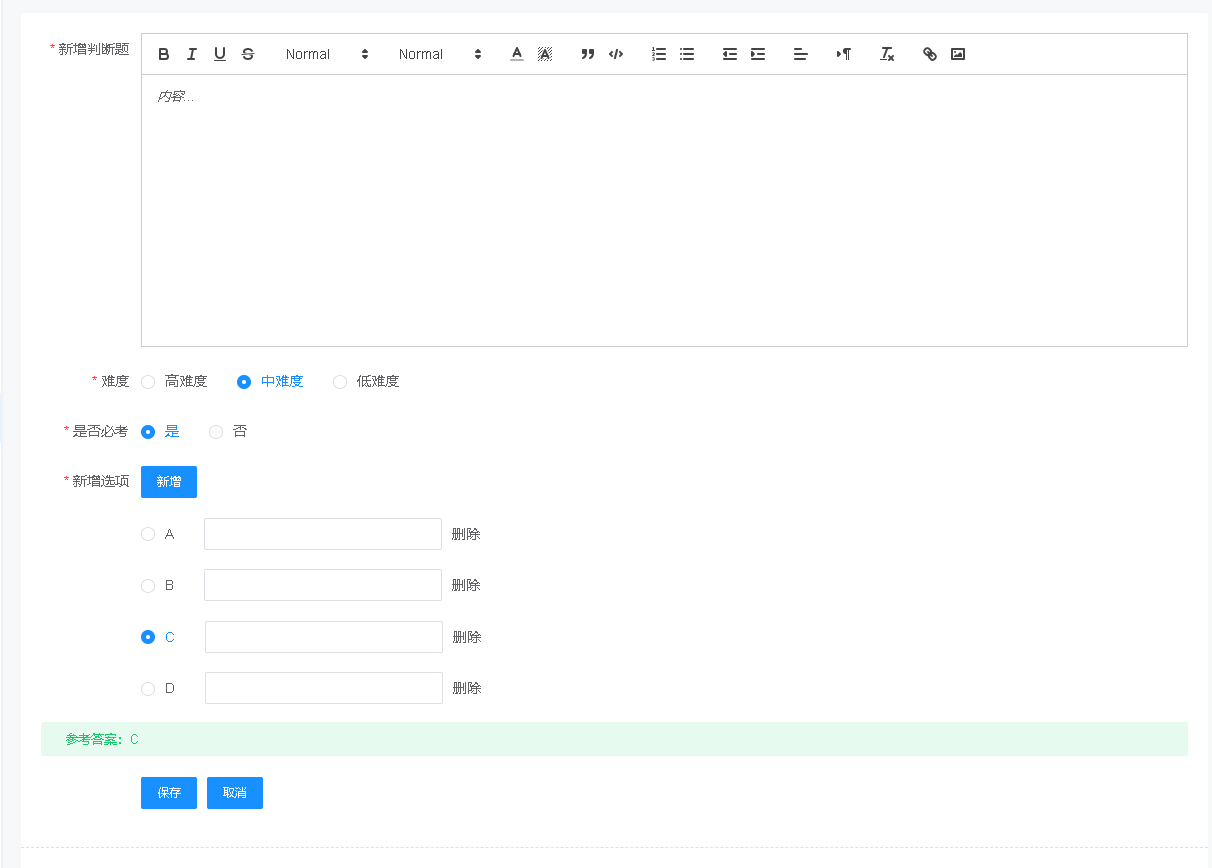 * 新增判断题
B I U S Normal Normal A A
内容...
* 难度 高难度 中难度 低难度
* 是否必考 是 否
* 新增选项 新增
A 删除
B 删除
C 删除
D 删除
参考答案: C
保存 取消